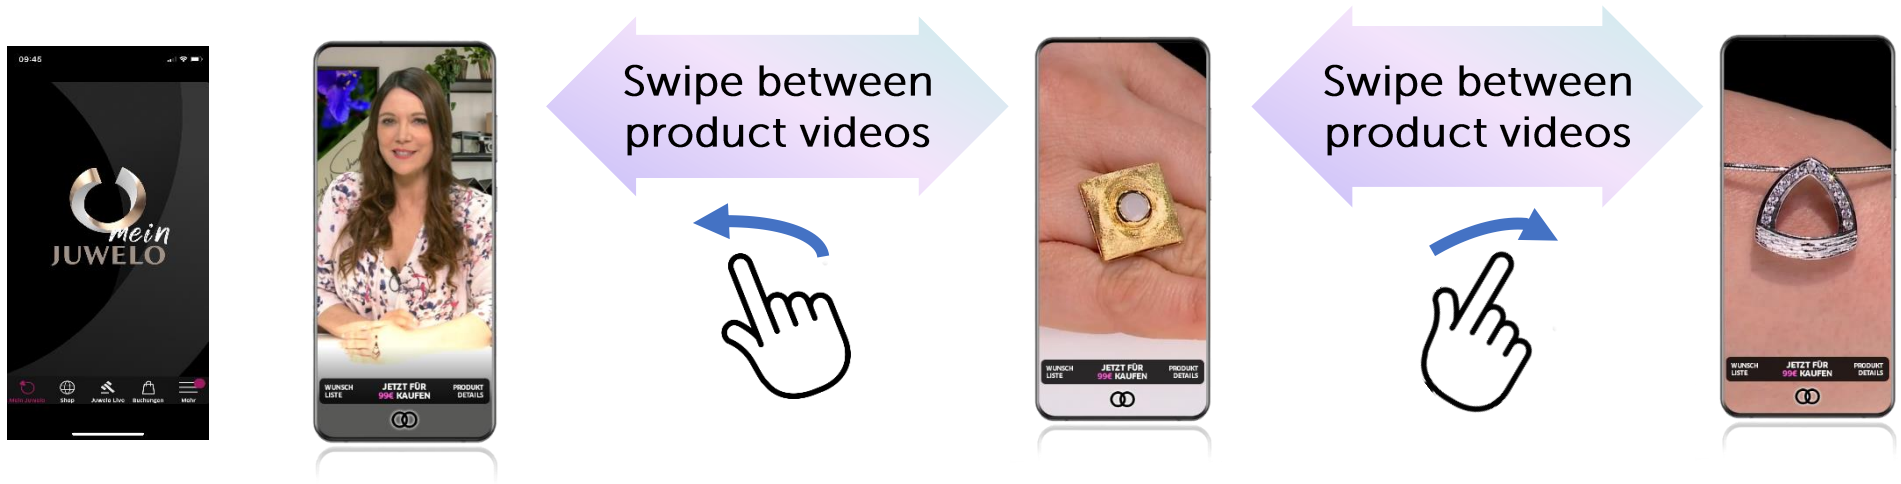 09:45
mein
JUWELO
Mein Juwelo
Shop
Juwelo Live
Buchungen
Mehr
WUNSCH
LISTE
JETZT FÜR
99€ KAUFEN
PRODUKT
DETAILS
Swipe between
product videos
WUNSCH
LISTE
JETZT FÜR
99€ KAUFEN
PRODUKT
DETAILS
Swipe between
product videos
WUNSCH
LISTE
JETZT FÜR
99€ KAUFEN
PRODUKT
DETAILS